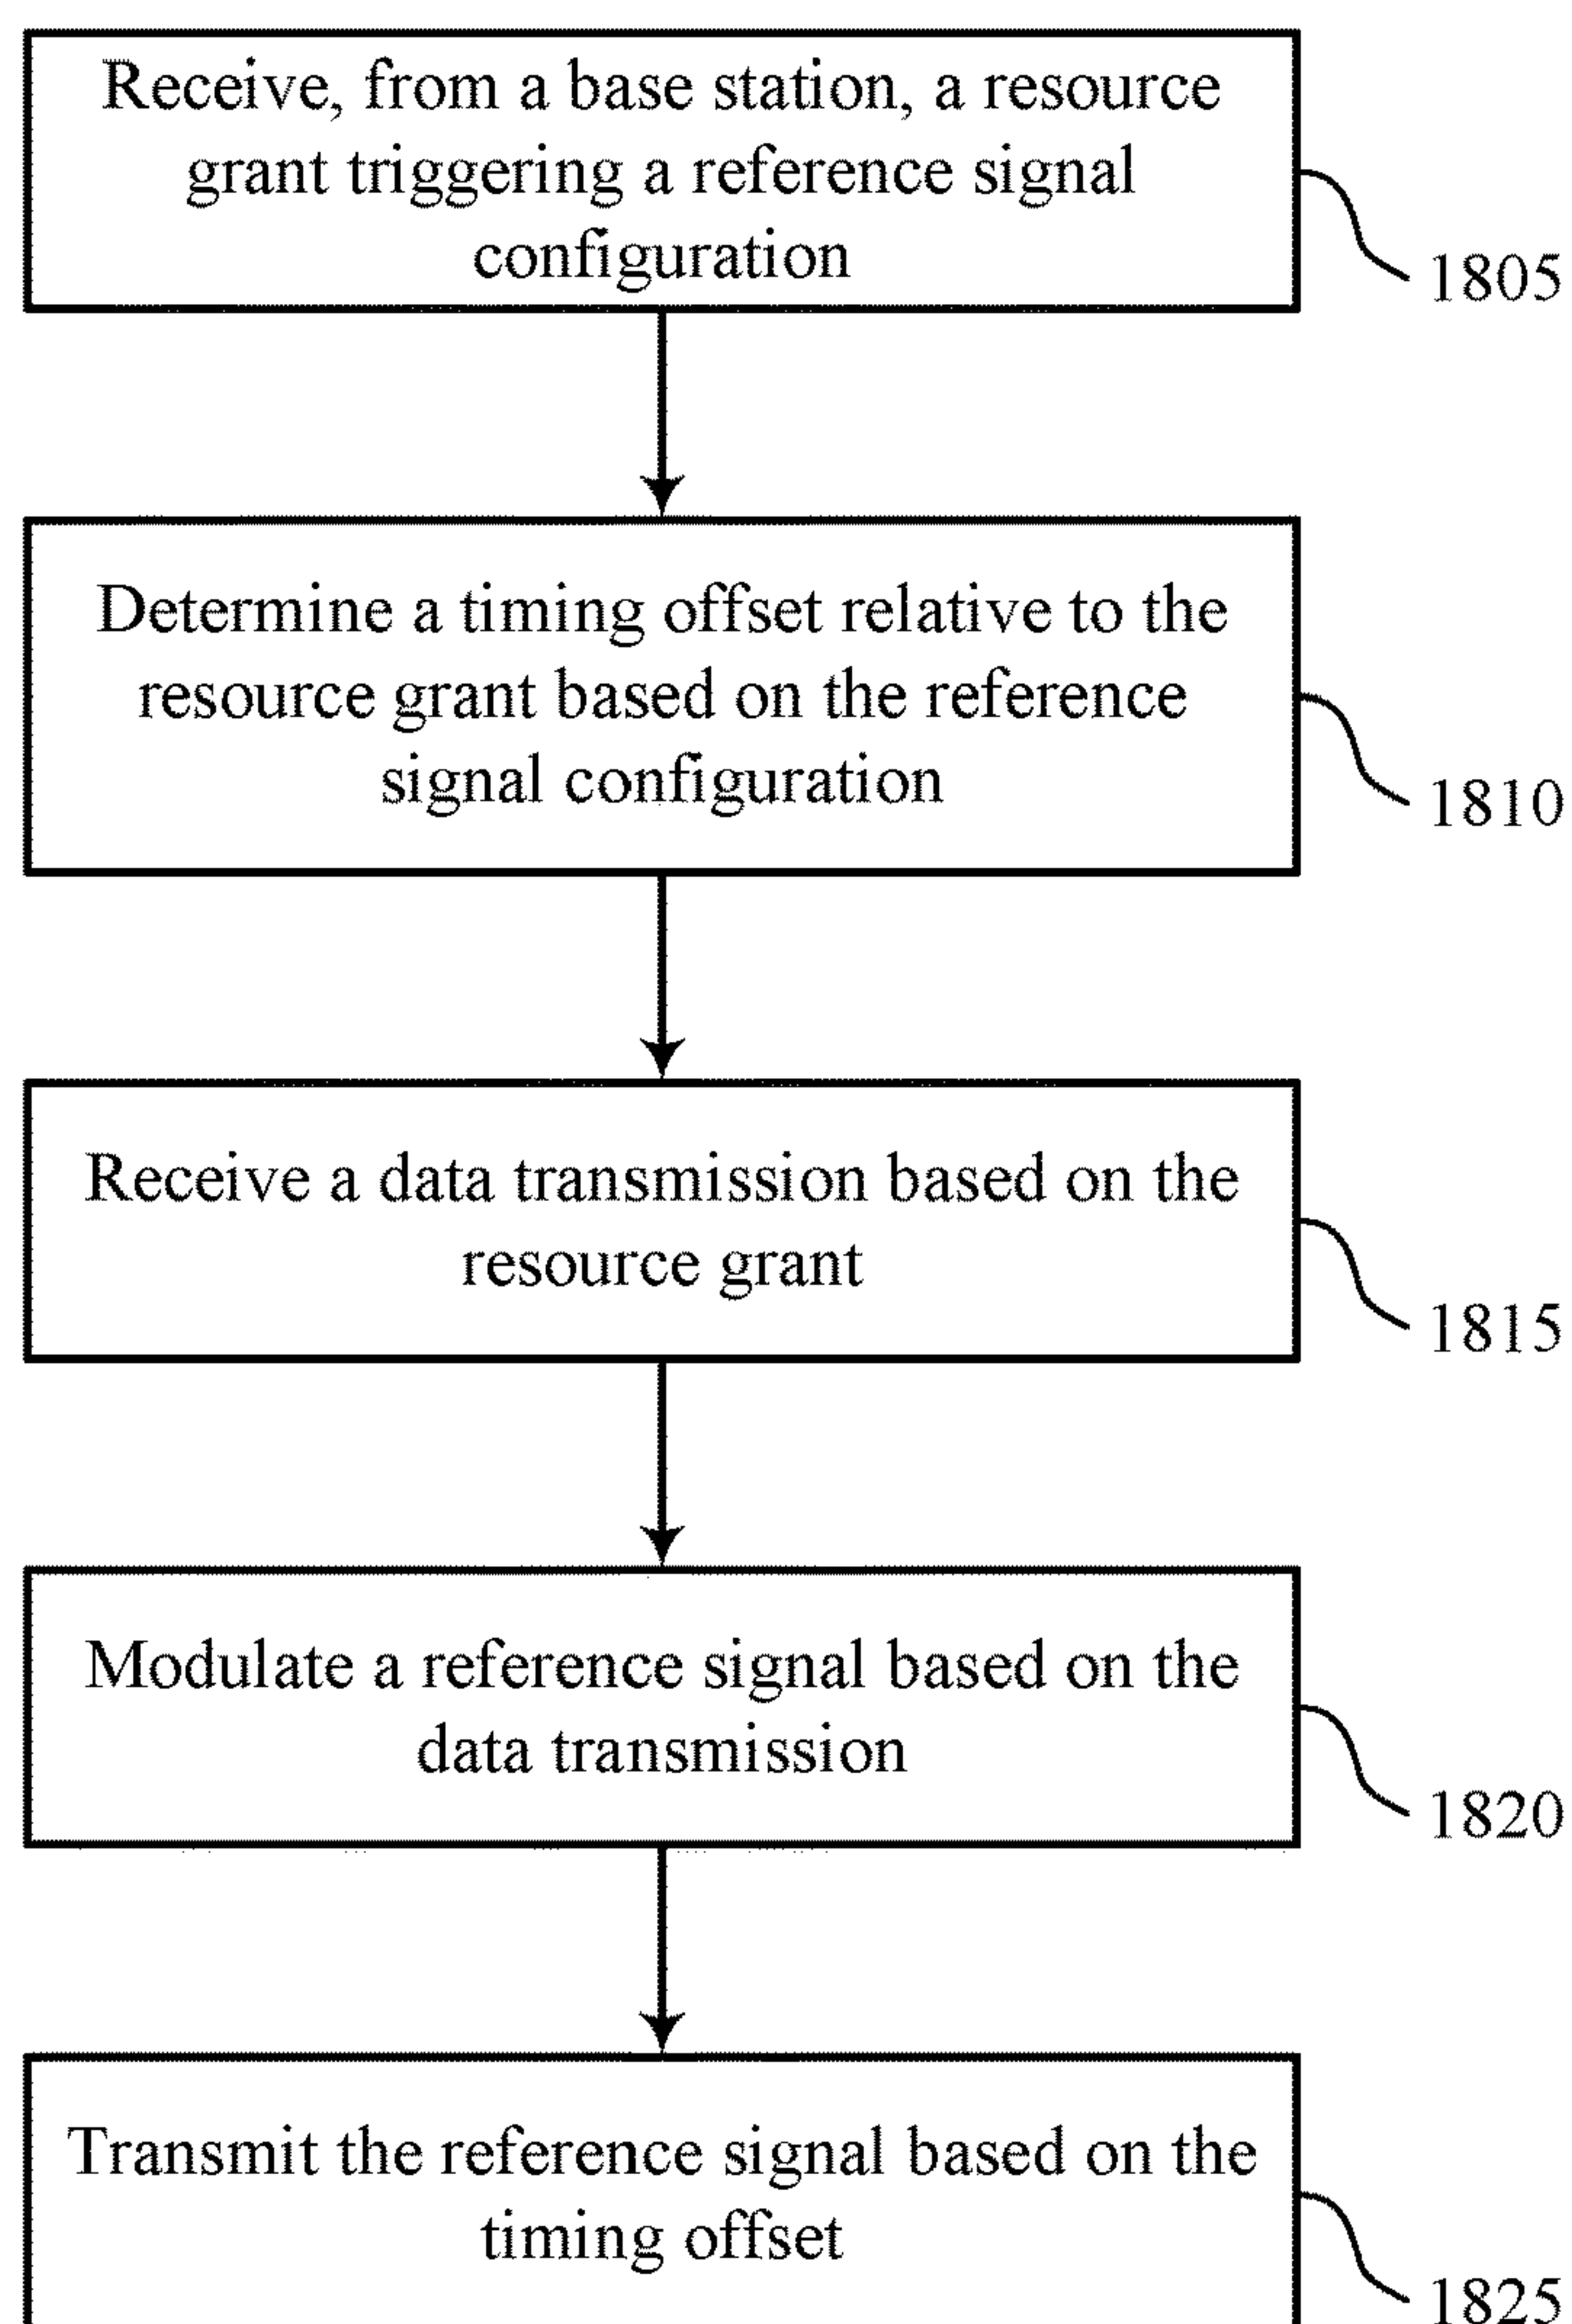 Receive, from a base station, a resource
grant triggering a reference signal
configuration
1805
Determine a timing offset relative to the
resource grant based on the reference
signal configuration
1810
Receive a data transmission based on the
resource grant
1815
Modulate a reference signal based on the
data transmission
1820
Transmit the reference signal based on the
timing offset
1825